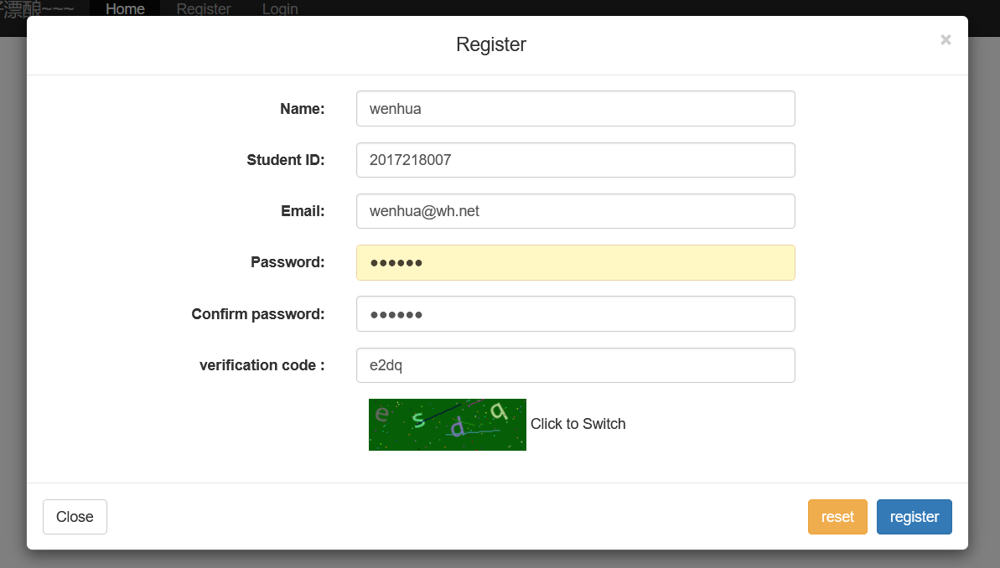 漂酿~~~ Home Register Login
Register ×
Name: wenhua
Student ID: 2017218007
Email: wenhua@wh.net
Password: ●●●●●●
Confirm password: ●●●●●●
verification code : e2dq
e s d q Click to Switch
Close reset register